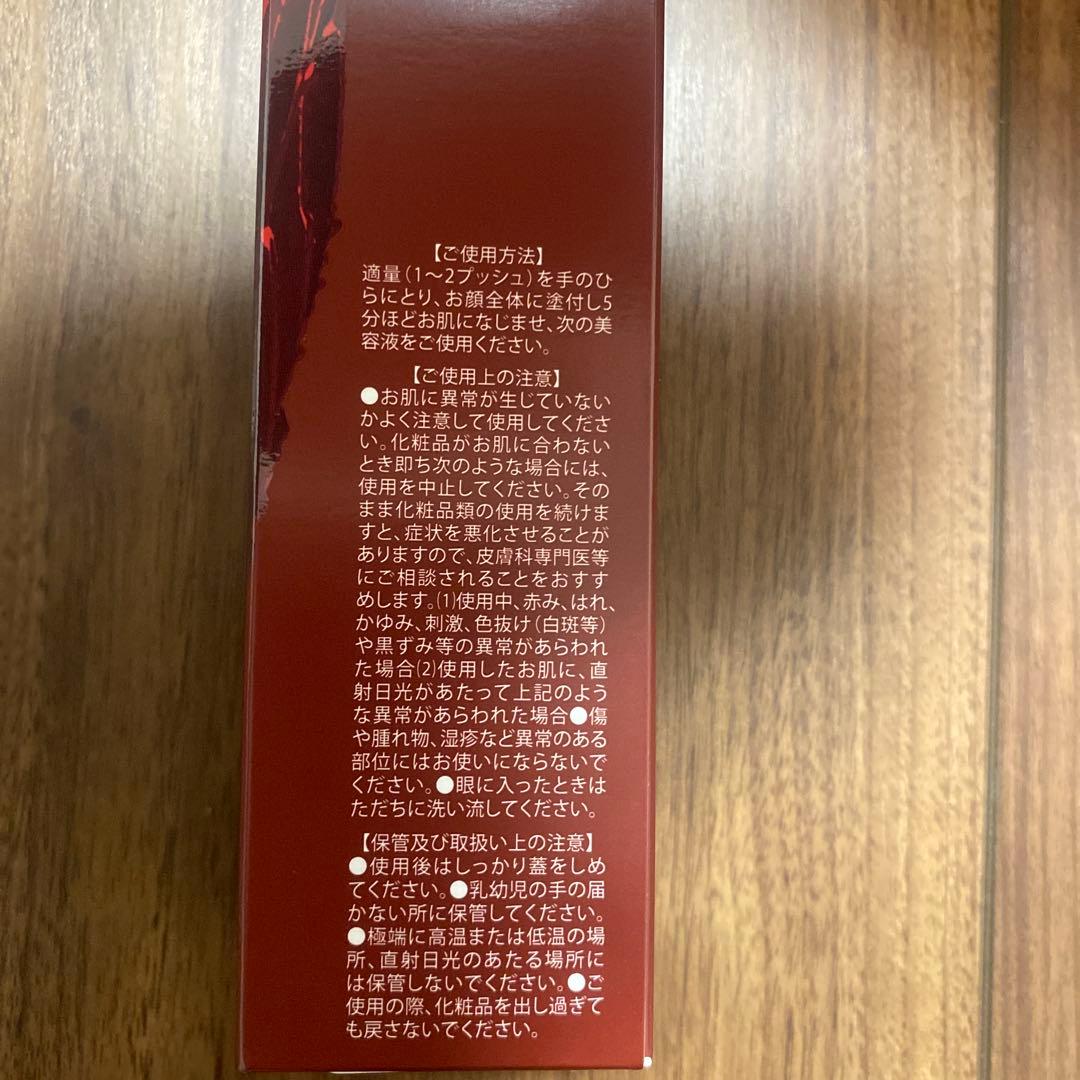 【ご使用方法】
適量（1〜2プッシュ）を手のひ
らにとり、お顔全体に塗付し5
分ほどお肌になじませ、次の美
容液をご使用ください。
【ご使用上の注意】
●お肌に異常が生じていない
かよく注意して使用してくださ
い。化粧品がお肌に合わない
とき即ち次のような場合には、
使用を中止してください。その
まま化粧品類の使用を続けま
すと、症状を悪化させることが
ありますので、皮膚科専門医等
にご相談されることをおすす
めします。(1)使用中、赤み、はれ、
かゆみ、刺激、色抜け（白斑等）
や黒ずみ等の異常があらわれ
た場合(2)使用したお肌に、直
射日光があたって上記のよう
な異常があらわれた場合●傷
や腫れ物、湿疹など異常のある
部位にはお使いにならないで
ください。●眼に入ったときは
ただちに洗い流してください。
【保管及び取扱い上の注意】
●使用後はしっかり蓋をしめ
てください。●乳幼児の手の届
かない所に保管してください。
●極端に高温または低温の場
所、直射日光のあたる場所に
は保管しないでください。●ご
使用の際、化粧品を出し過ぎて
も戻さないでください。